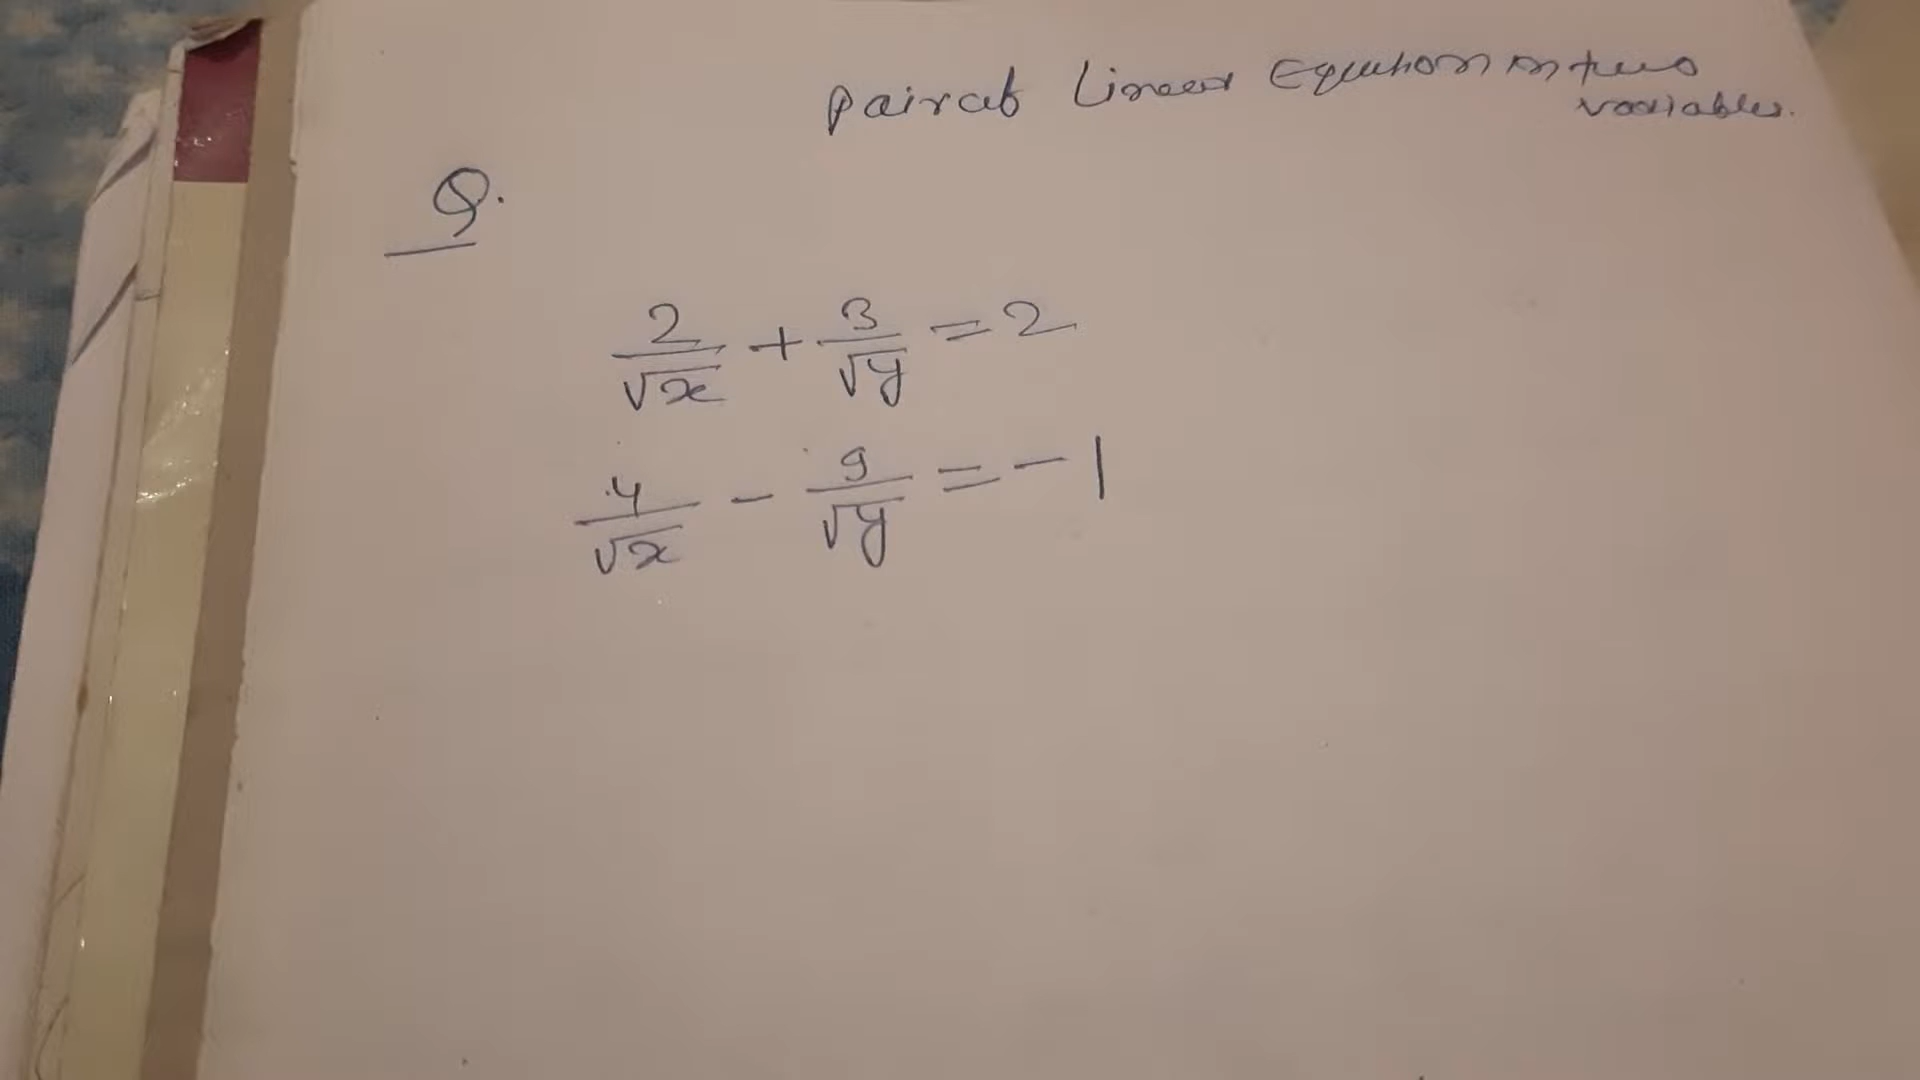 Pair of Linear Equation in two
variables.
Q.
2/√x + 3/√y = 2
4/√x - 9/√y = -1